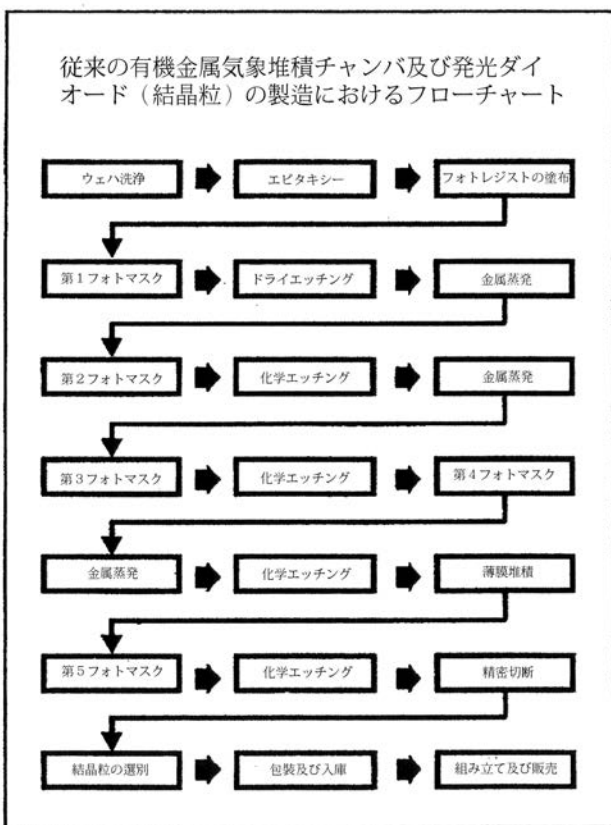 従来の有機金属気象堆積チャンバ及び発光ダイ
オード（結晶粒）の製造におけるフローチャート
ウェハ洗浄
エピタキシー
フォトレジストの塗布
第1フォトマスク
ドライエッチング
金属蒸発
第2フォトマスク
化学エッチング
金属蒸発
第3フォトマスク
化学エッチング
第4フォトマスク
金属蒸発
化学エッチング
薄膜堆積
第5フォトマスク
化学エッチング
精密切断
結晶粒の選別
包装及び入庫
組み立て及び販売